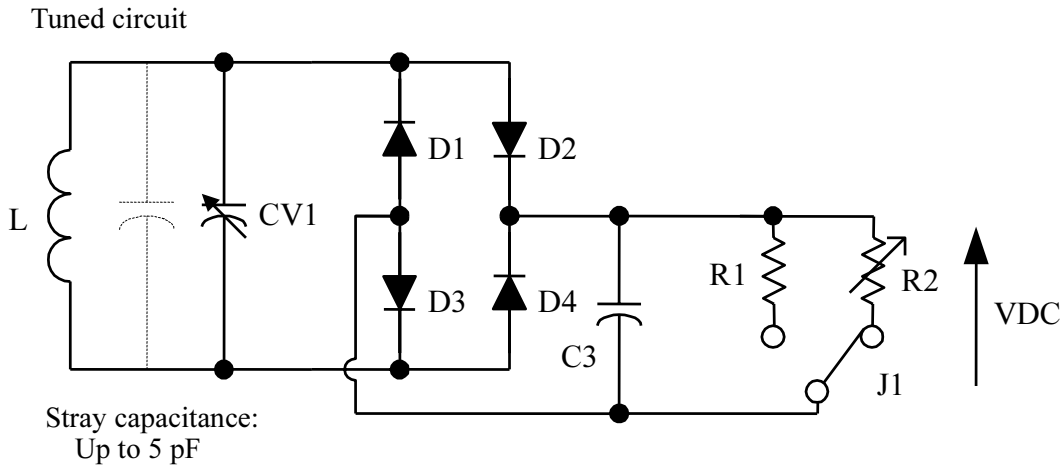 Tuned circuit
L
CV1
D1
D2
D3
D4
C3
R1
R2
J1
VDC
Stray capacitance:
Up to 5 pF